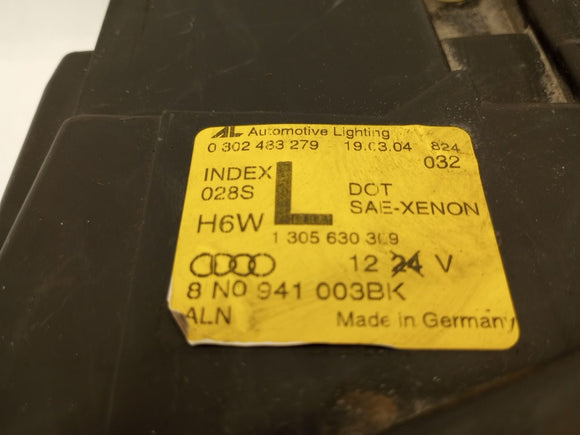 AL Automotive Lighting
0 302 483 279 19.03.04 824
032
INDEX
028S
L
DOT
SAE-XENON
H6W
1 305 630 309
12 24 V
8 N0 941 003BK
ALN Made in Germany